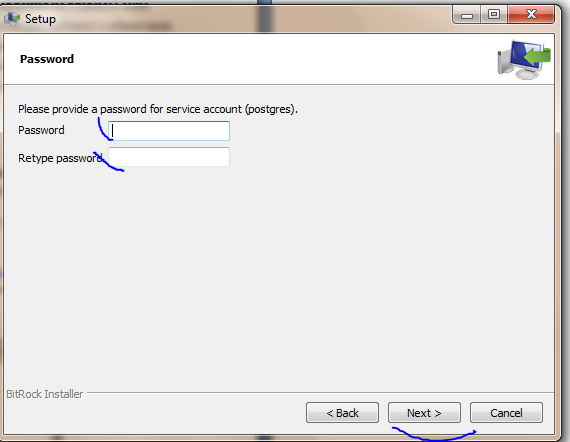 Setup
Password
Please provide a password for service account (postgres).
Password
Retype password
BitRock Installer
< Back
Next >
Cancel